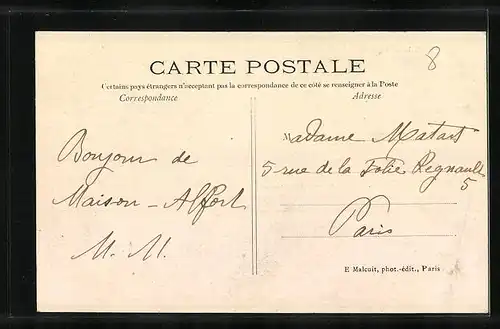 8
CARTE POSTALE
Certains pays étrangers n'acceptant pas la correspondance de ce côté se renseigner à la Poste
Correspondance
Adresse
Bonjour de
Maison-Alfort
M. M.
Madame Matart
5 rue de la Folie Regnault
5
Paris
E Malcuit, phot.-édit., Paris